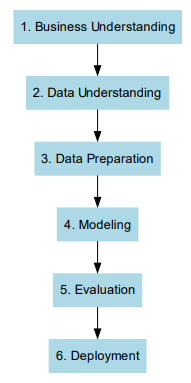 1. Business Understanding
2. Data Understanding
3. Data Preparation
4. Modeling
5. Evaluation
6. Deployment